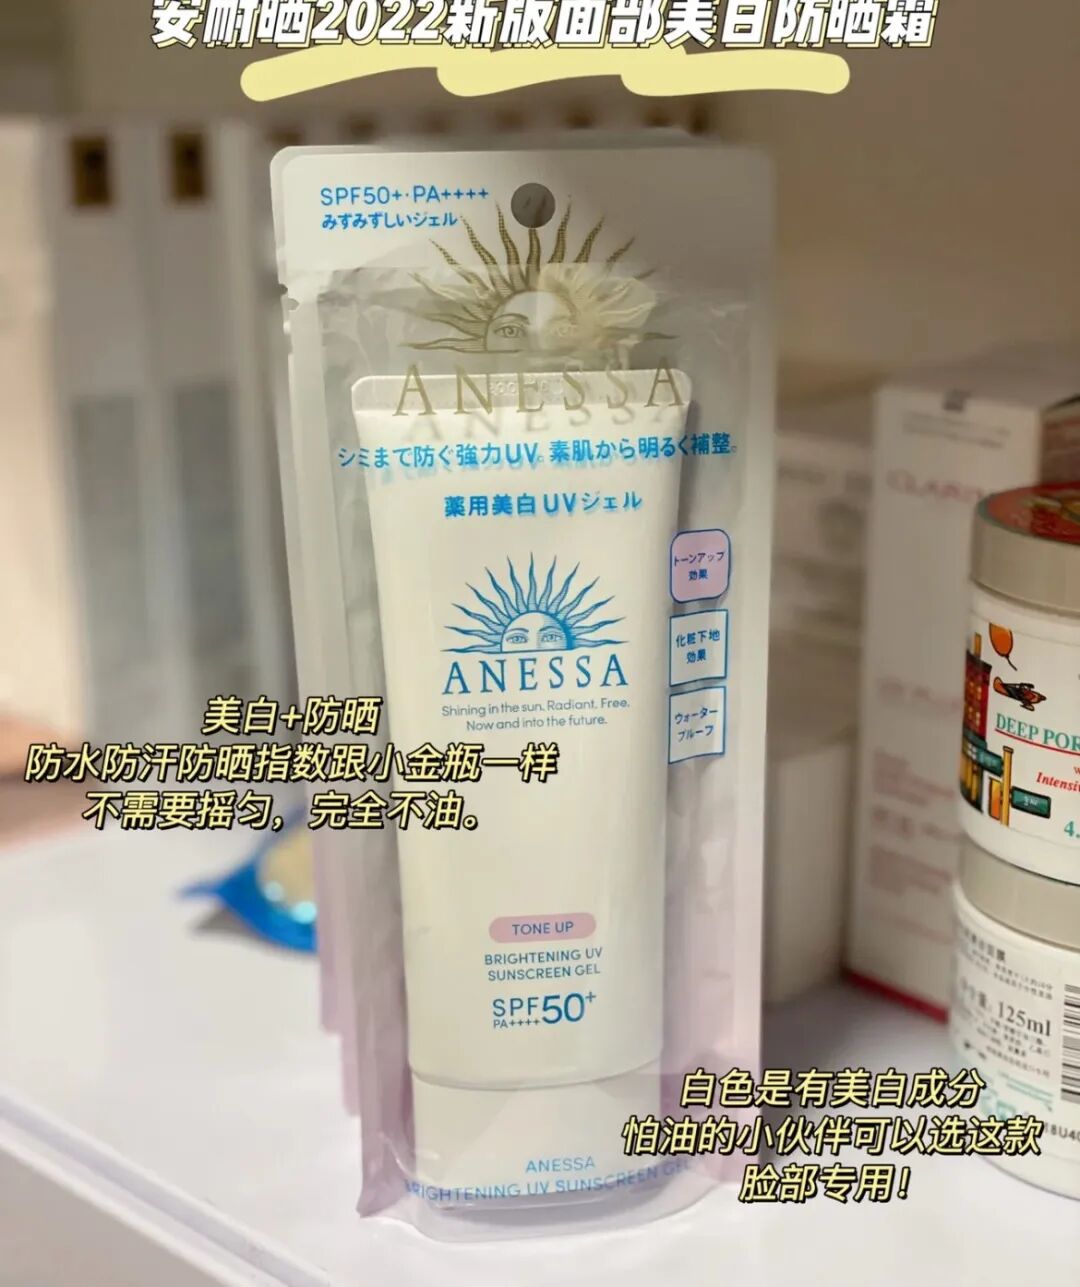 安耐晒2022新版面部美白防晒霜
SPF50+・PA++++
みずみずしいジェル
ANESSA
シミまで防ぐ強力UV。素肌から明るく補整。
薬用美白UVジェル
トーンアップ
効果
ANESSA
化粧下地
効果
Shining in the sun. Radiant. Free.
Now and into the future.
ウォーター
プルーフ
美白+防晒
防水防汗防晒指数跟小金瓶一样
不需要摇匀，完全不油。
DEEP POR
Intensiv
4.
TONE UP
BRIGHTENING UV
SUNSCREEN GEL
SPF50+
PA++++
125ml
白色是有美白成分
怕油的小伙伴可以选这款
脸部专用！
18U40
ANESSA
BRIGHTENING UV SUNSCREEN GEL